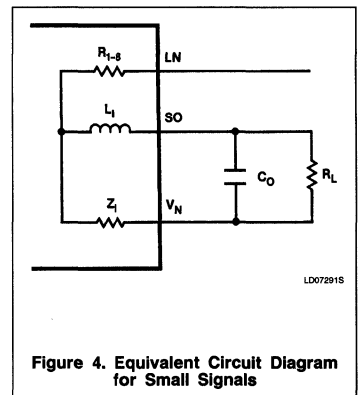 R1-8
LN
LI
SO
CO
RL
ZI
VN
LD07291S
Figure 4. Equivalent Circuit Diagram
for Small Signals